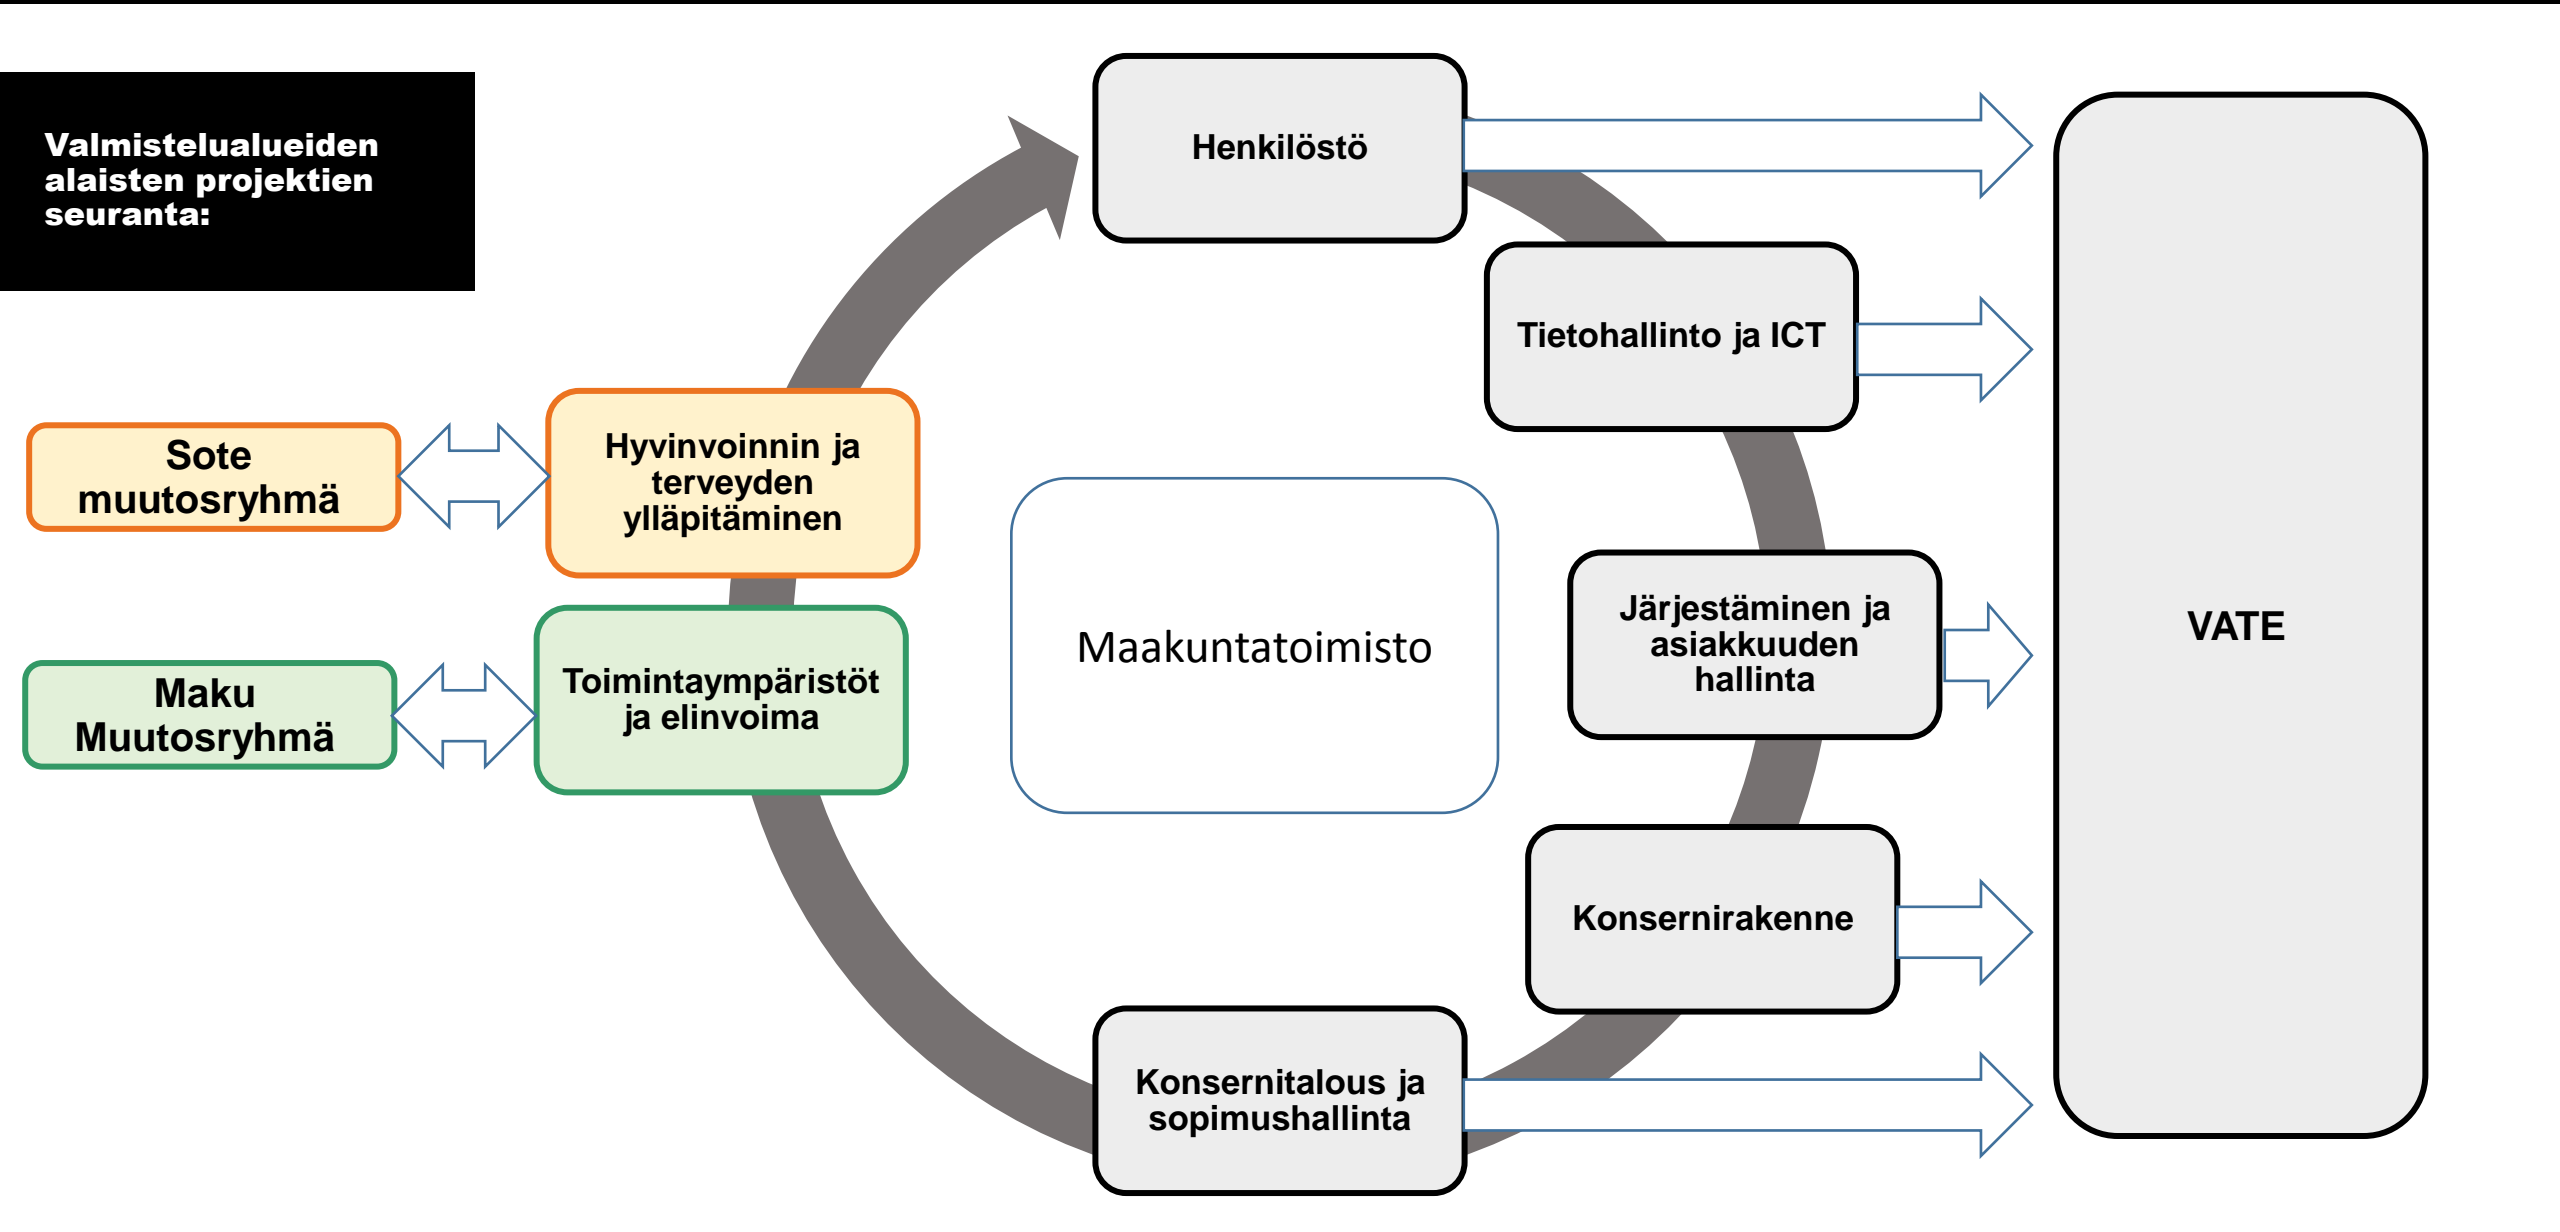 Valmistelualueiden
alaisten projektien
seuranta:
Henkilöstö
Tietohallinto ja ICT
Järjestäminen ja
asiakkuuden
hallinta
Konsernirakenne
Konsernitalous ja
sopimushallinta
Toimintaympäristöt
ja elinvoima
Hyvinvoinnin ja
terveyden
ylläpitäminen
Sote
muutosryhmä
Maku
Muutosryhmä
Maakuntatoimisto
VATE